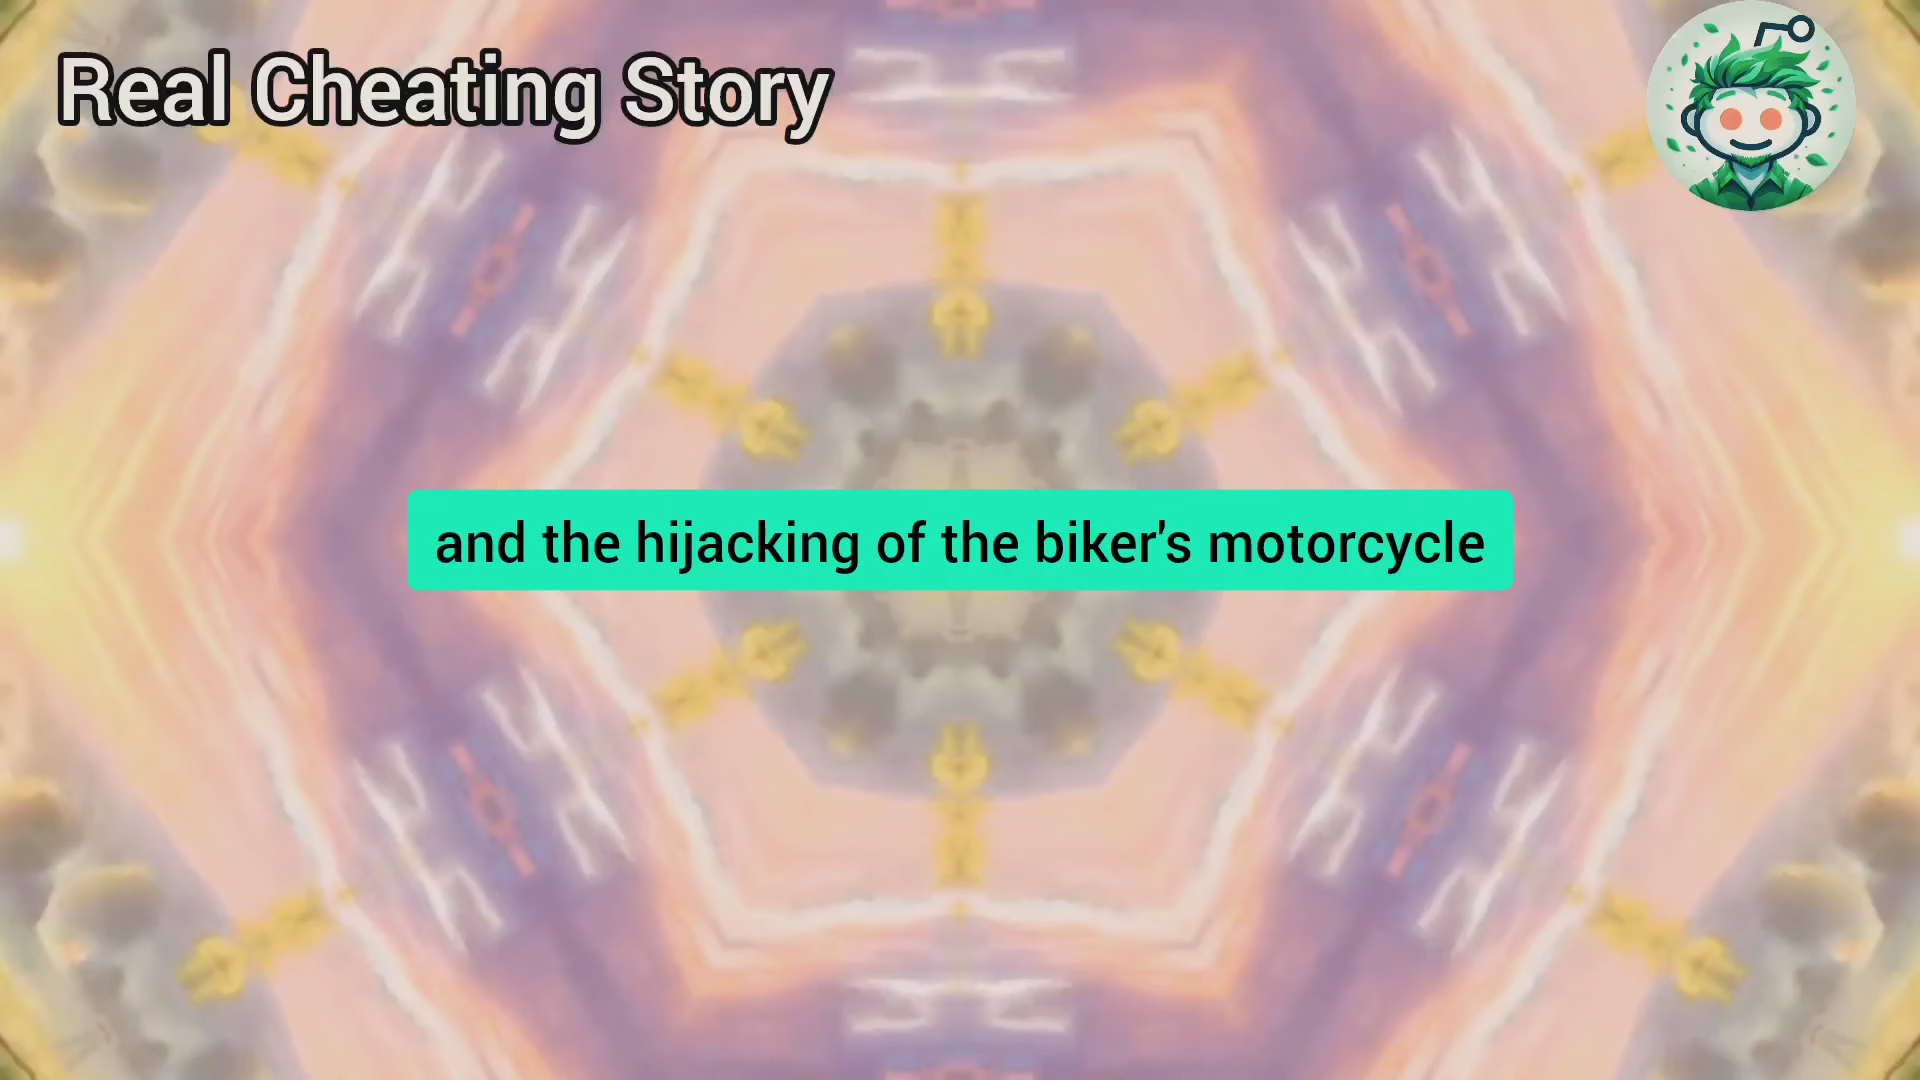 Real Cheating Story
and the hijacking of the biker's motorcycle